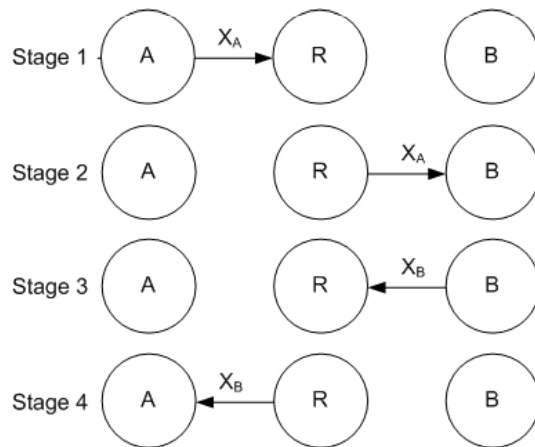 X_A
Stage 1 A R B
X_A
Stage 2 A R B
X_B
Stage 3 A R B
X_B
Stage 4 A R B